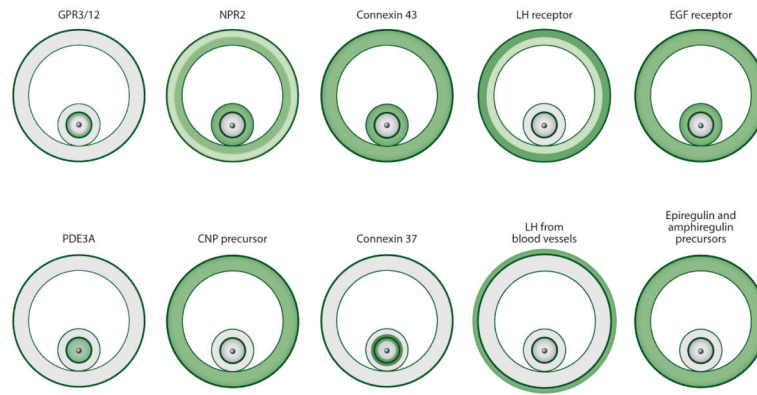 GPR3/12
NPR2
Connexin 43
LH receptor
EGF receptor
PDE3A
CNP precursor
Connexin 37
LH from
blood vessels
Epiregulin and
amphiregulin
precursors